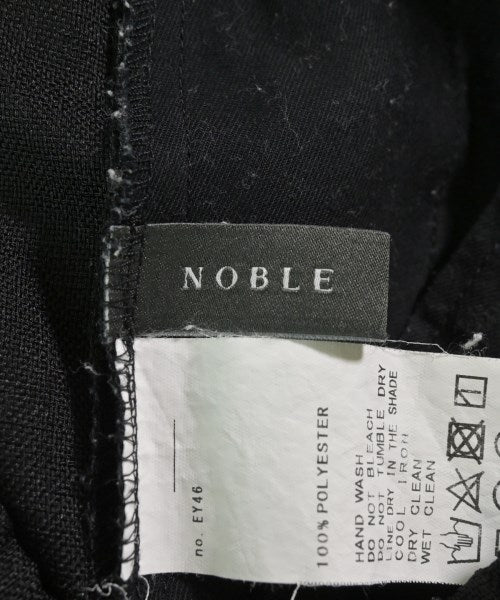 NOBLE
no. EY46
100% POLYESTER
HAND WASH
DO NOT BLEACH
DO NOT TUMBLE DRY
LINE DRY IN THE SHADE
COOL IRON
DRY CLEAN
WET CLEAN